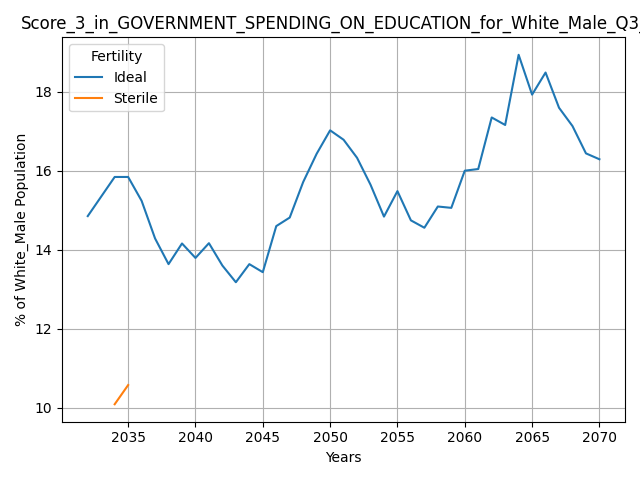 Score_3_in_GOVERNMENT_SPENDING_ON_EDUCATION_for_White_Male_Q3_
Fertility
Ideal
Sterile
% of White_Male Population
18
16
14
12
10
2035 2040 2045 2050 2055 2060 2065 2070
Years